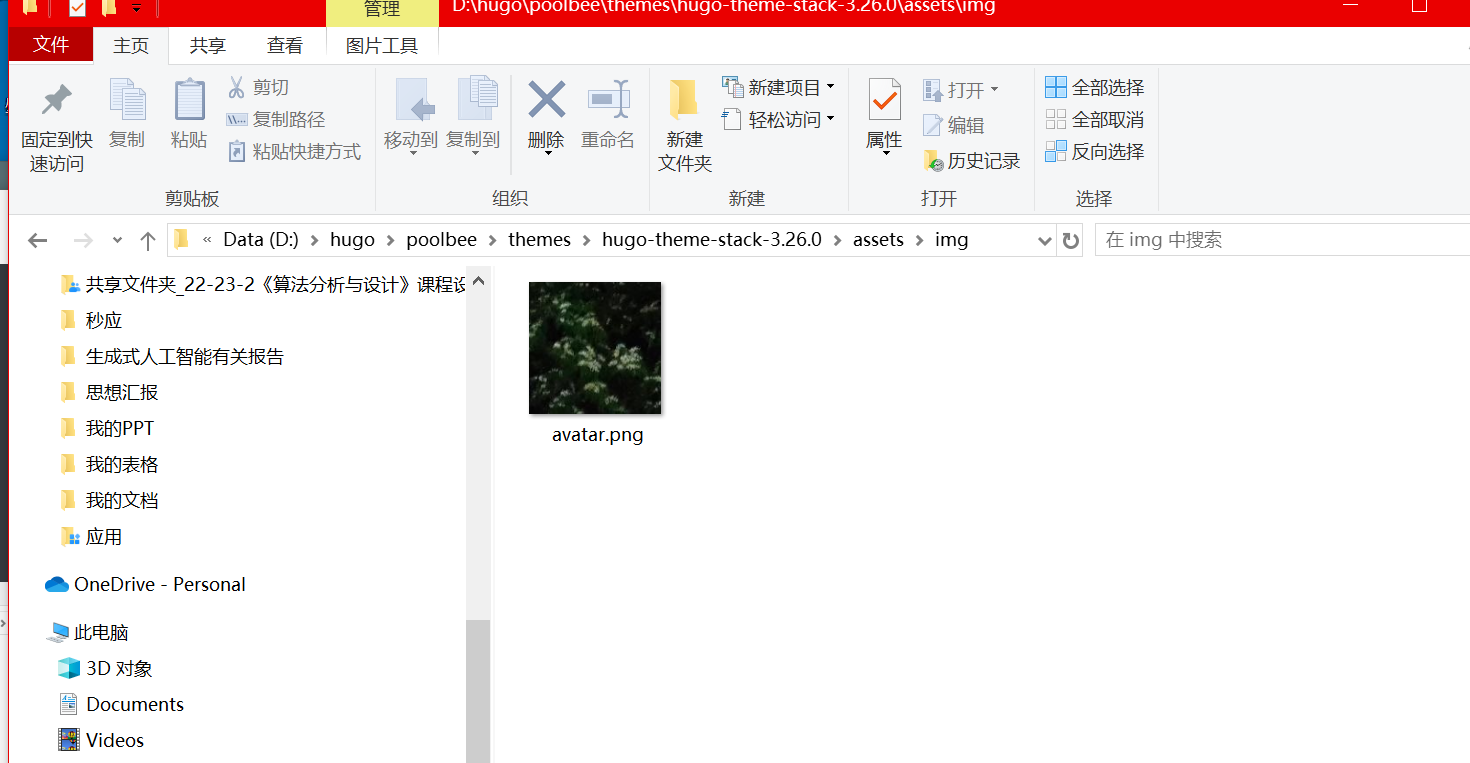 管理
D:\hugo\poolbee\themes\hugo-theme-stack-3.26.0\assets\img
文件
主页
共享
查看
图片工具
固定到快
速访问
复制
粘贴
剪切
复制路径
粘贴快捷方式
剪贴板
移动到
复制到
删除
重命名
组织
新建
文件夹
新建项目
轻松访问
新建
属性
打开
编辑
历史记录
打开
全部选择
全部取消
反向选择
选择
« Data (D:) > hugo > poolbee > themes > hugo-theme-stack-3.26.0 > assets > img
在 img 中搜索
共享文件夹_22-23-2《算法分析与设计》课程设
秒应
生成式人工智能有关报告
思想汇报
我的PPT
我的表格
我的文档
应用
OneDrive - Personal
此电脑
3D 对象
Documents
Videos
avatar.png